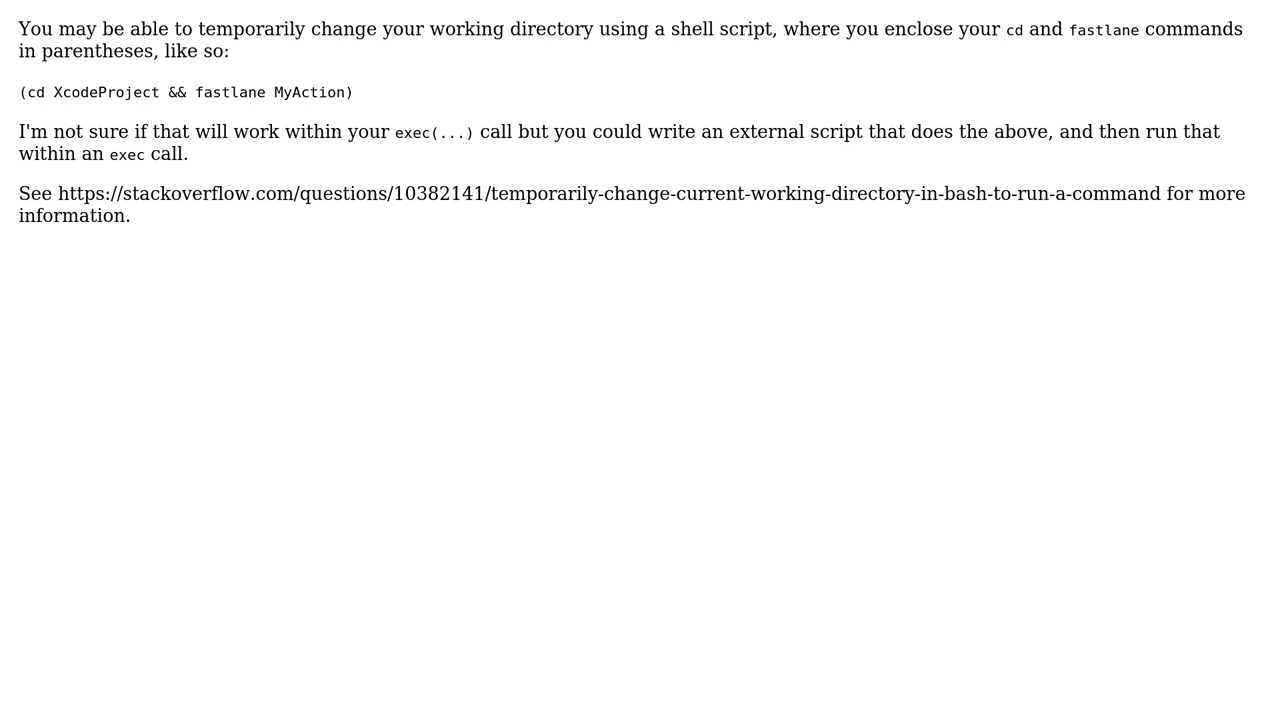 You may be able to temporarily change your working directory using a shell script, where you enclose your cd and fastlane commands
in parentheses, like so:
(cd XcodeProject && fastlane MyAction)
I'm not sure if that will work within your exec(...) call but you could write an external script that does the above, and then run that
within an exec call.
See https://stackoverflow.com/questions/10382141/temporarily-change-current-working-directory-in-bash-to-run-a-command for more
information.